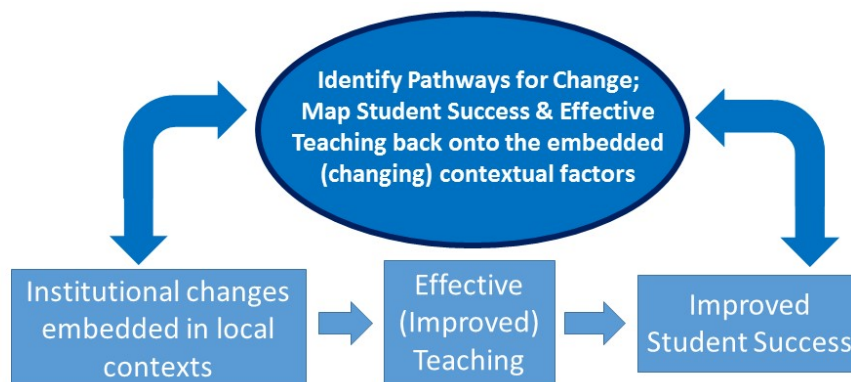 Identify Pathways for Change;
Map Student Success & Effective
Teaching back onto the embedded
(changing) contextual factors
Institutional changes
embedded in local
contexts
Effective
(Improved)
Teaching
Improved
Student Success